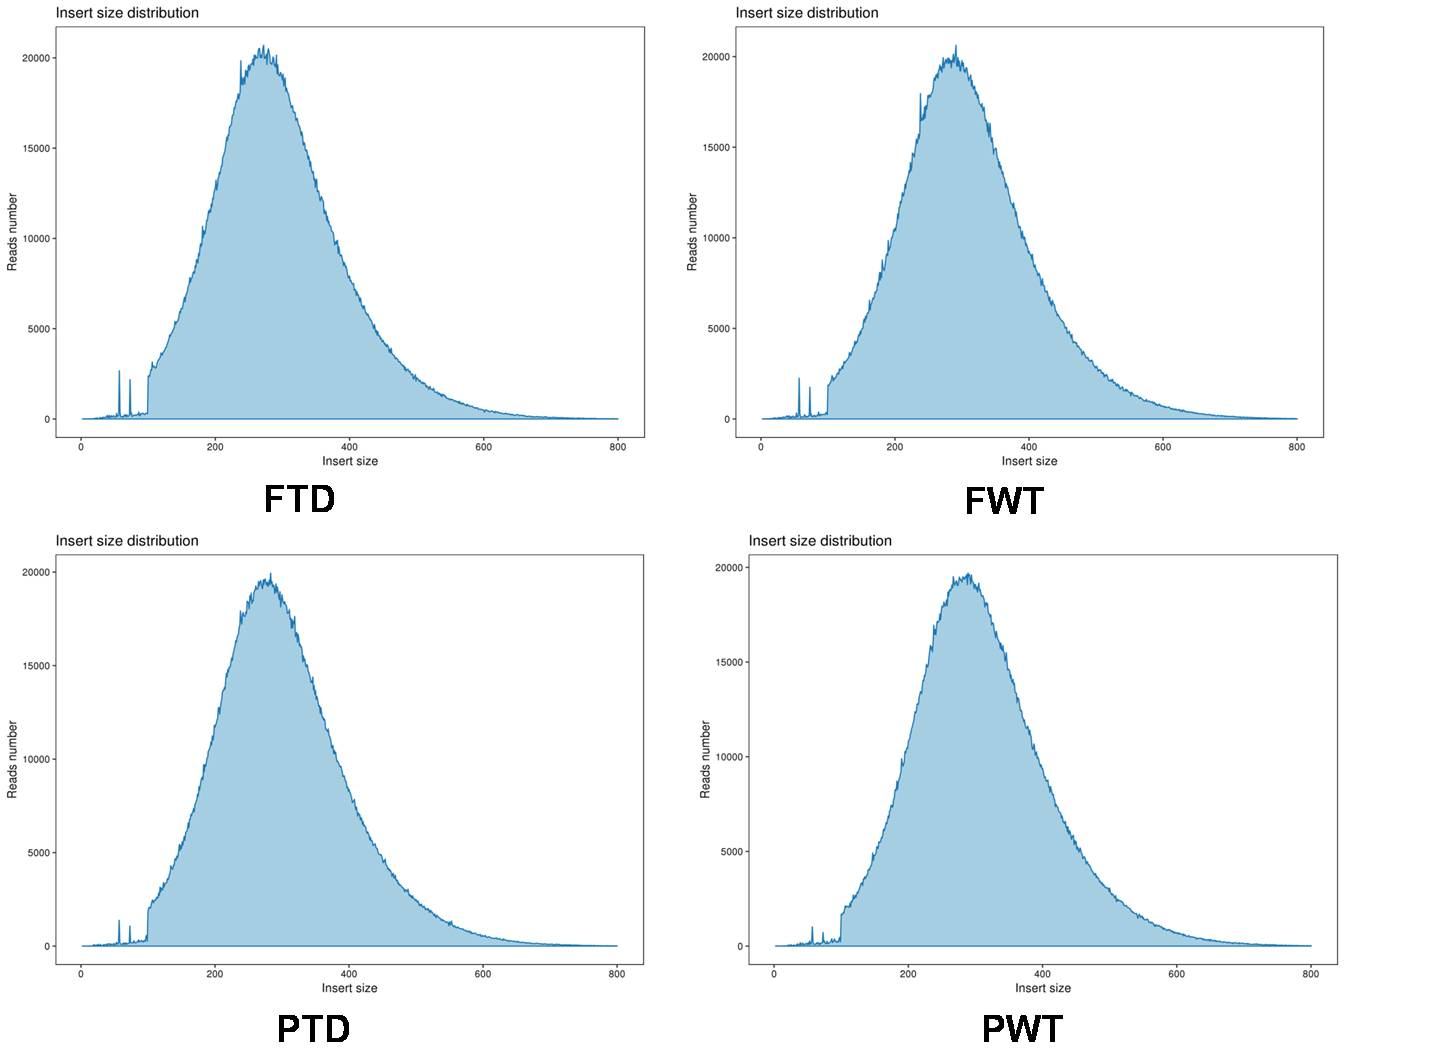 Insert size distribution
20000
15000
10000
5000
0
Reads number
0 200 400 600 800
Insert size
FTD
Insert size distribution
20000
15000
10000
5000
0
Reads number
0 200 400 600 800
Insert size
FWT
Insert size distribution
20000
15000
10000
5000
0
Reads number
0 200 400 600 800
Insert size
PTD
Insert size distribution
20000
15000
10000
5000
0
Reads number
0 200 400 600 800
Insert size
PWT